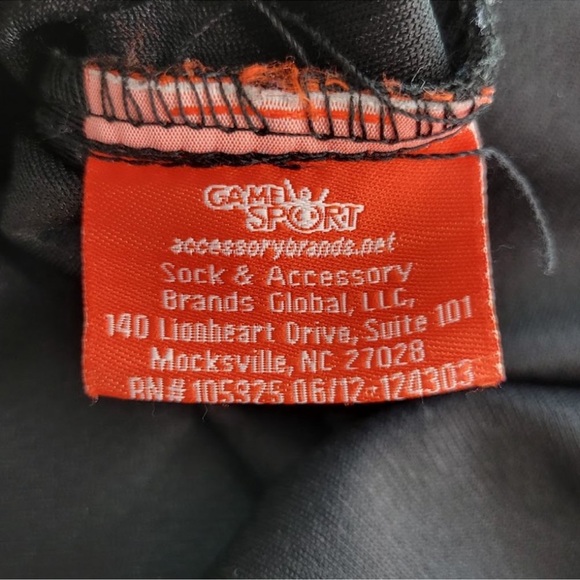 GAME
SPORT
accessorybrands.net
Sock & Accessory
Brands Global, LLC,
140 Lionheart Drive, Suite 101
Mocksville, NC 27028
RN# 105925 06/12-124303